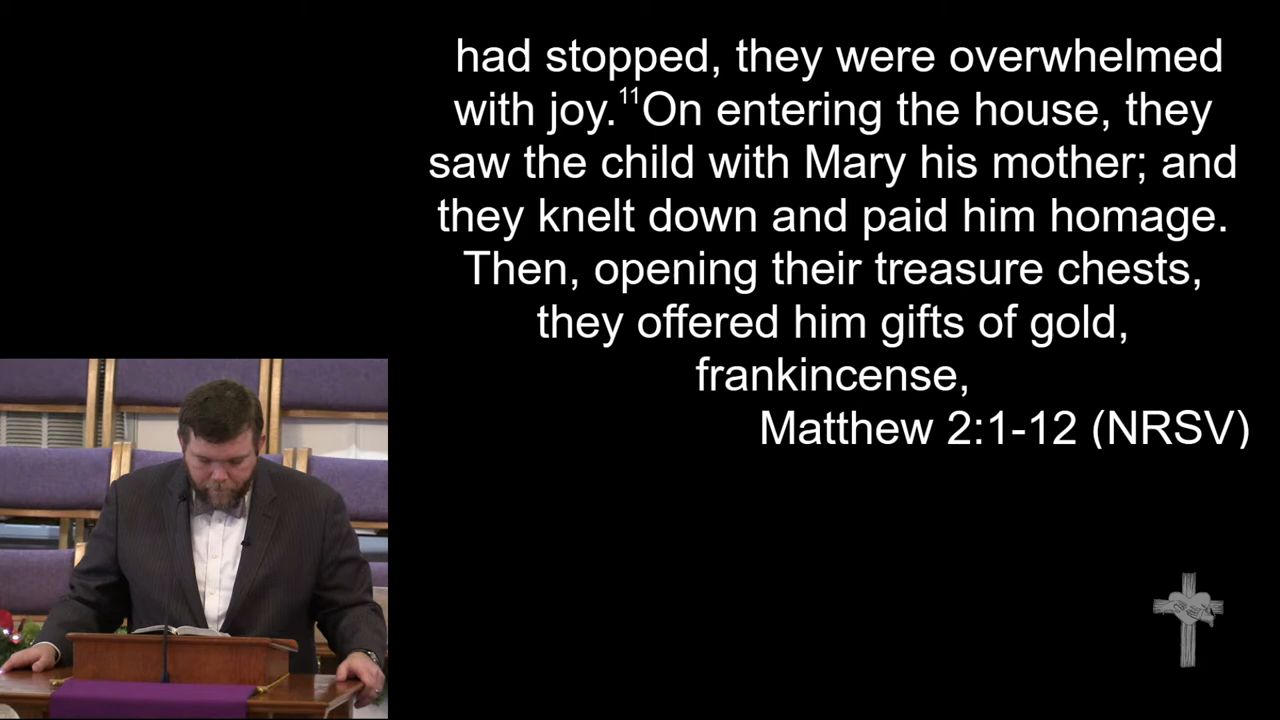 had stopped, they were overwhelmed
with joy.¹¹On entering the house, they
saw the child with Mary his mother; and
they knelt down and paid him homage.
Then, opening their treasure chests,
they offered him gifts of gold,
frankincense,
Matthew 2:1-12 (NRSV)